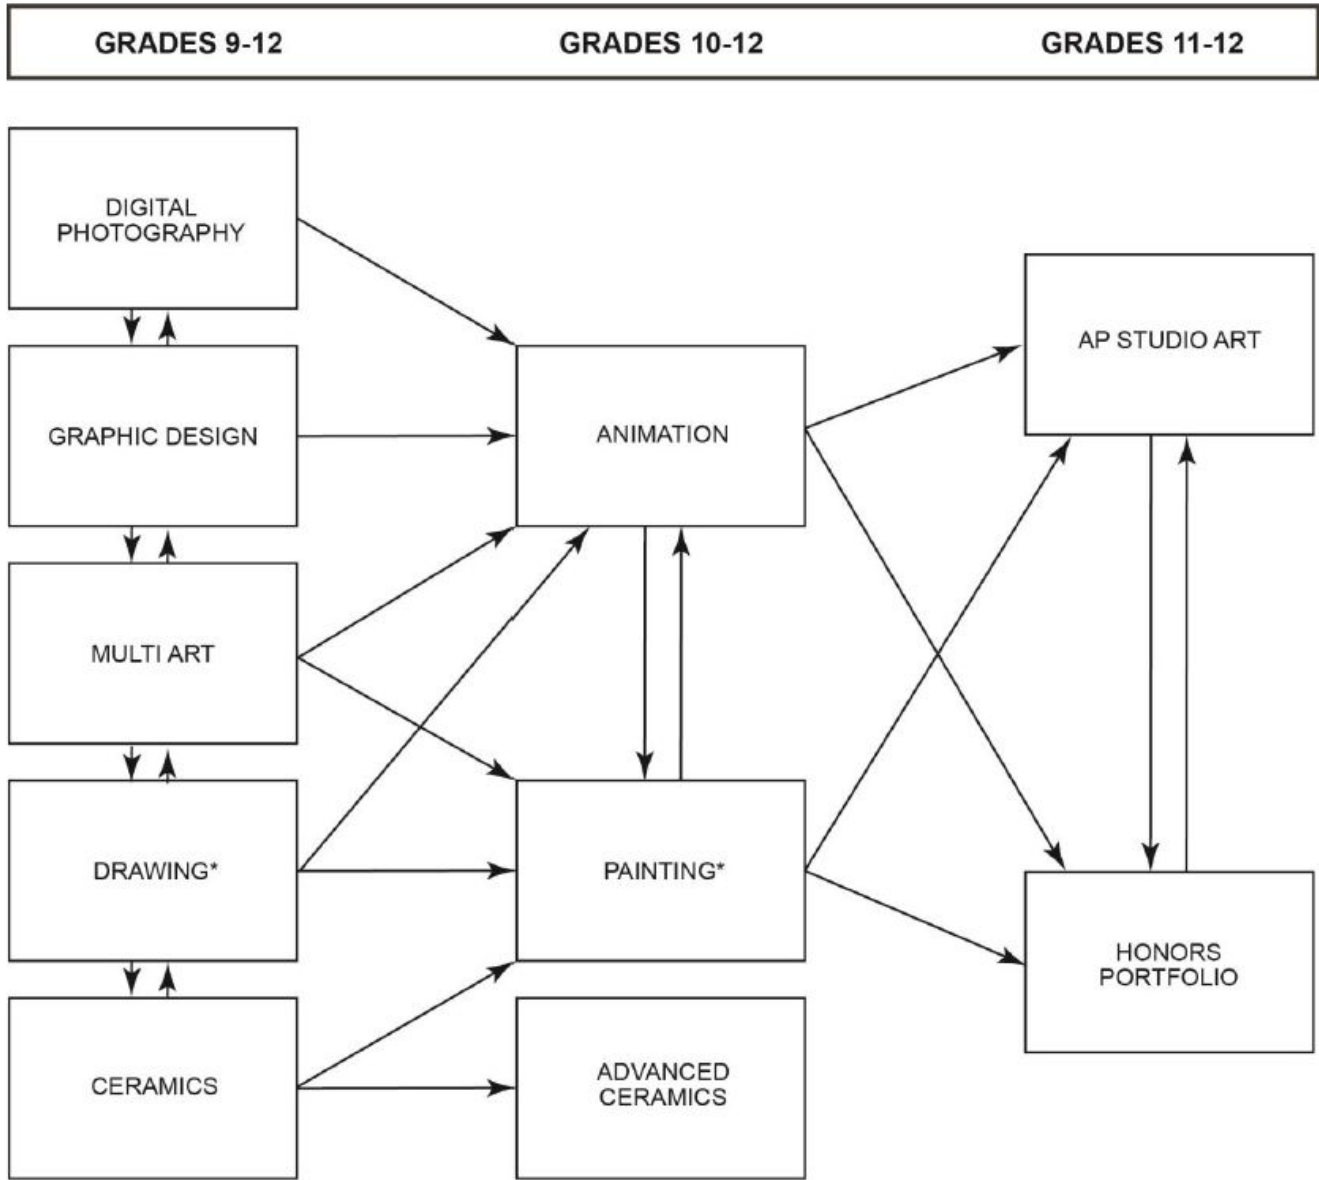 GRADES 9-12
GRADES 10-12
GRADES 11-12
DIGITAL
PHOTOGRAPHY
GRAPHIC DESIGN
MULTI ART
DRAWING*
CERAMICS
ANIMATION
PAINTING*
ADVANCED
CERAMICS
AP STUDIO ART
HONORS
PORTFOLIO